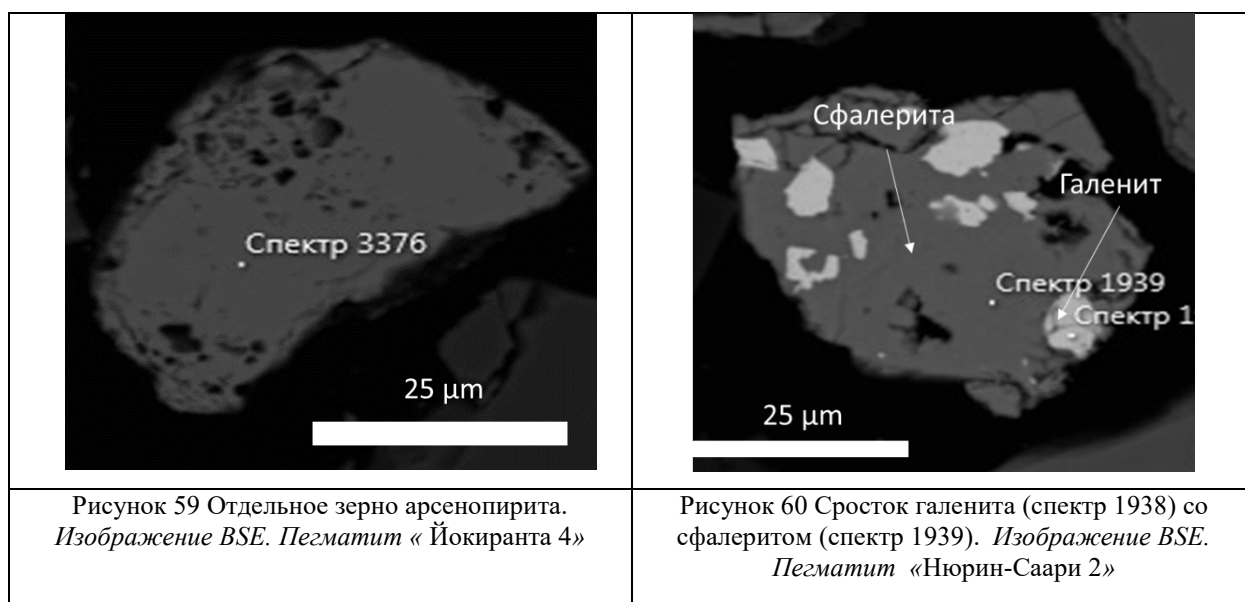 Спектр 3376
25 µm
Сфалерита
Галенит
Спектр 1939
Спектр 1
25 µm
Рисунок 59 Отдельное зерно арсенопирита.
Изображение BSE. Пегматит « Йокиранта 4»
Рисунок 60 Сросток галенита (спектр 1938) со
сфалеритом (спектр 1939). Изображение BSE.
Пегматит «Нюрин-Саари 2»